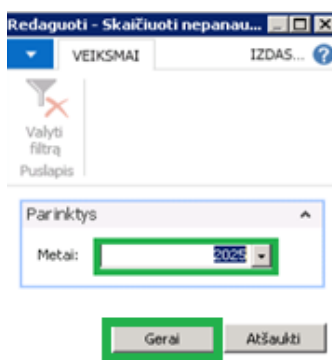 Redaguoti - Skaičiuoti nepanau...
VEIKSMAI IZDAS...
Valyti
filtrą
Puslapis
Parinktys
Metai: 2025
Gerai Atšaukti